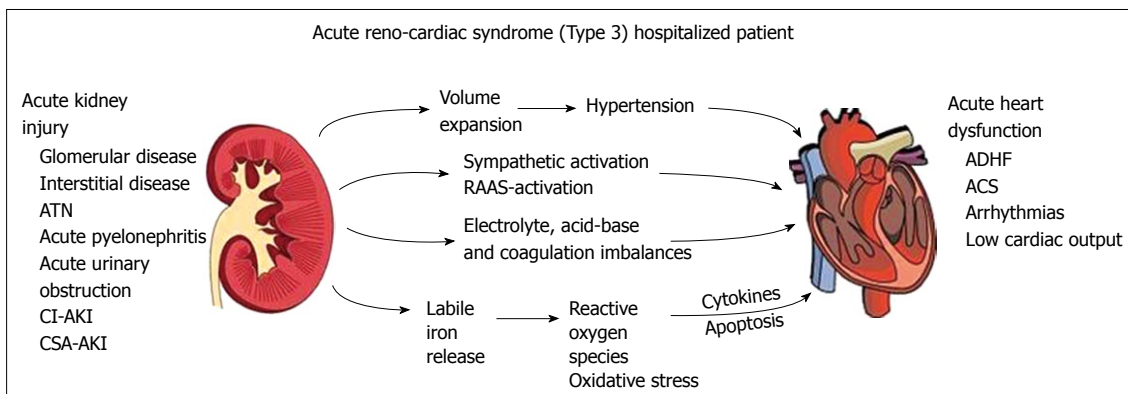 Acute reno-cardiac syndrome (Type 3) hospitalized patient
Acute kidney
injury
Glomerular disease
Interstitial disease
ATN
Acute pyelonephritis
Acute urinary
obstruction
CI-AKI
CSA-AKI
Volume
expansion
Hypertension
Sympathetic activation
RAAS-activation
Electrolyte, acid-base
and coagulation imbalances
Labile
iron
release
Reactive
oxygen
species
Oxidative stress
Cytokines
Apoptosis
Acute heart
dysfunction
ADHF
ACS
Arrhythmias
Low cardiac output